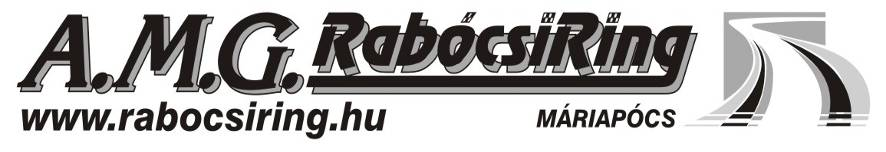 A.M.G. RabócsiRing
www.rabocsiring.hu MÁRIAPÓCS